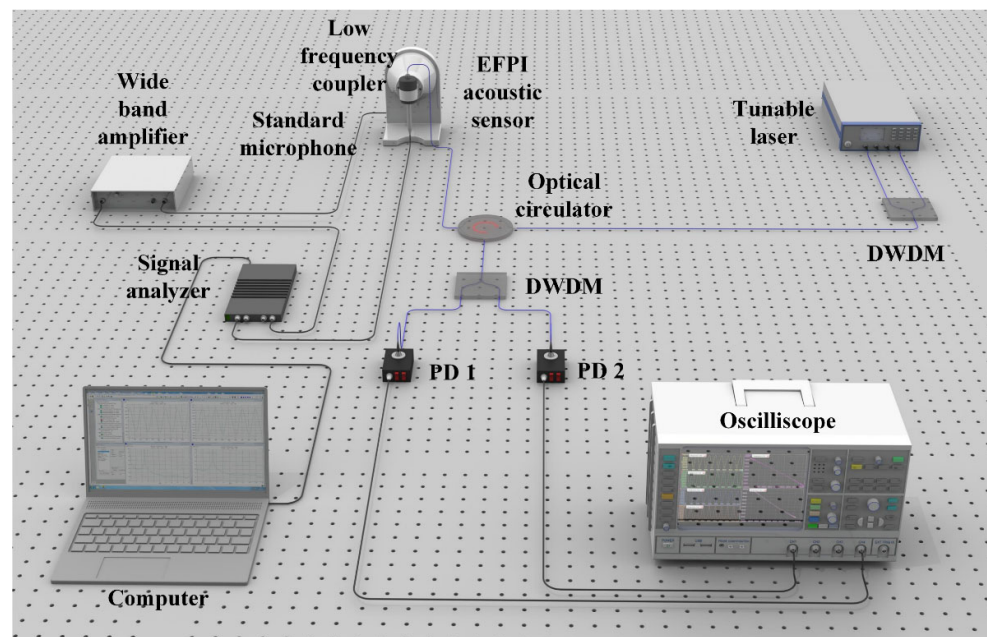 Low
frequency
coupler
EFPI
acoustic
sensor
Wide
band
amplifier
Standard
microphone
Tunable
laser
Optical
circulator
DWDM
Signal
analyzer
DWDM
PD 1
PD 2
Oscilliscope
Computer